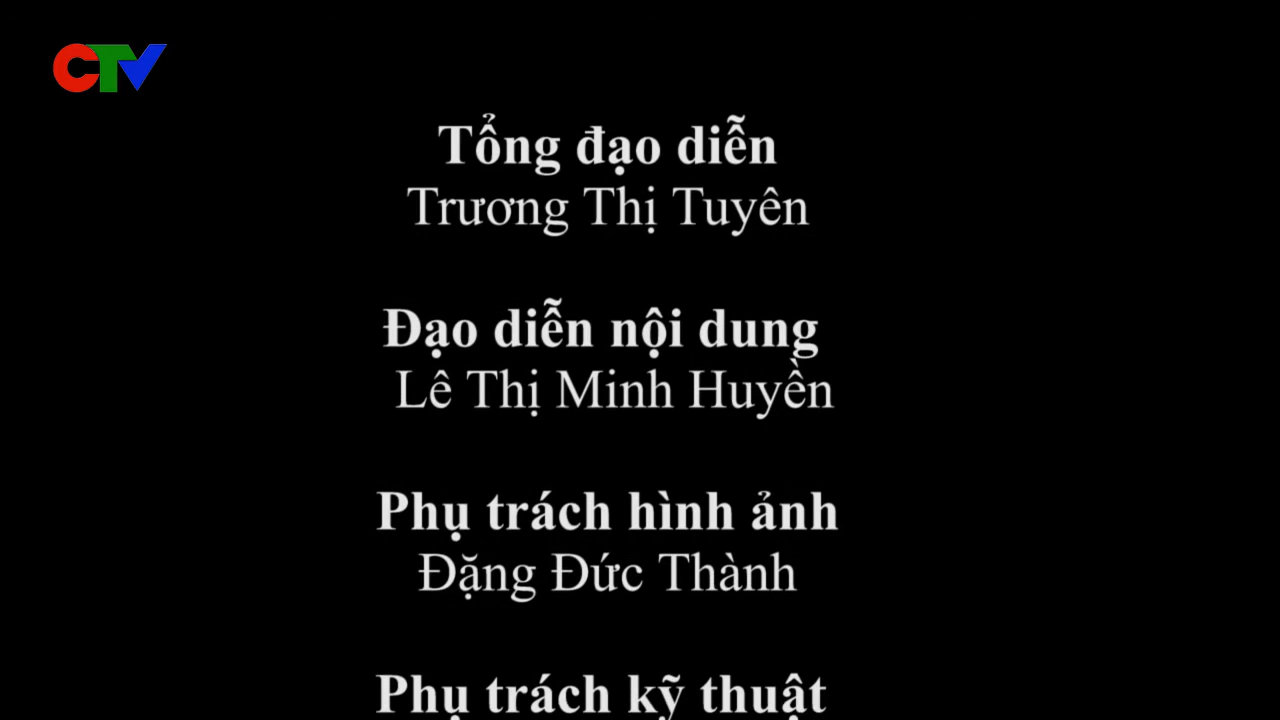 CTV
Tổng đạo diễn
Trương Thị Tuyên
Đạo diễn nội dung
Lê Thị Minh Huyền
Phụ trách hình ảnh
Đặng Đức Thành
Phụ trách kỹ thuật